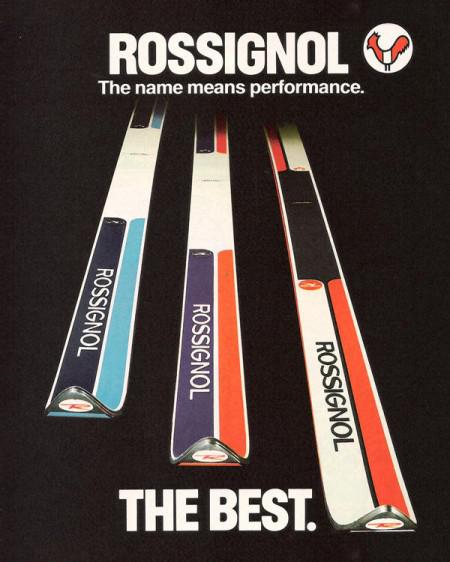 ROSSIGNOL
The name means performance.
ROSSIGNOL
ROSSIGNOL
ROSSIGNOL
THE BEST.